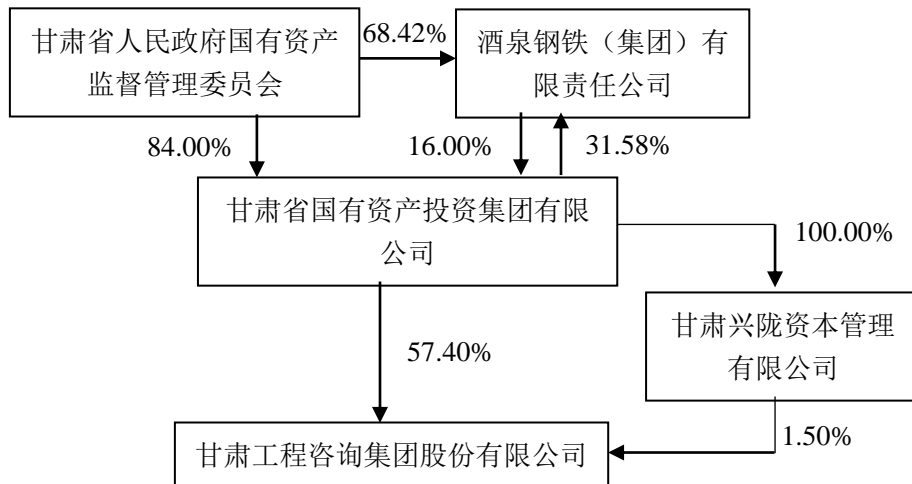 甘肃省人民政府国有资产
监督管理委员会
68.42%
酒泉钢铁（集团）有
限责任公司
84.00%
16.00%
31.58%
甘肃省国有资产投资集团有限
公司
100.00%
57.40%
甘肃兴陇资本管理
有限公司
1.50%
甘肃工程咨询集团股份有限公司